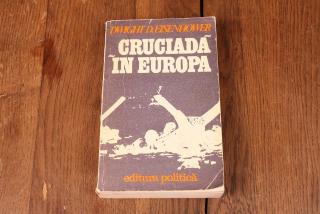 DWIGHT D. EISENHOWER
CRUCIADĂ
ÎN EUROPA
editura politică